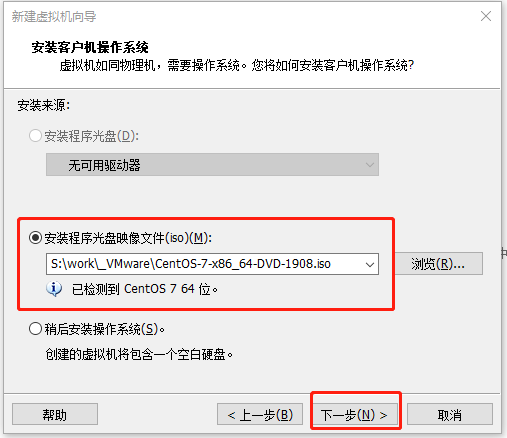 新建虚拟机向导
安装客户机操作系统
虚拟机如同物理机，需要操作系统。您将如何安装客户机操作系统?
安装来源:
安装程序光盘(D):
无可用驱动器
安装程序光盘映像文件(iso)(M):
S:\work\_VMware\CentOS-7-x86_64-DVD-1908.iso
浏览(R)...
已检测到 CentOS 7 64 位。
稍后安装操作系统(S)。
创建的虚拟机将包含一个空白硬盘。
帮助
< 上一步(B)
下一步(N) >
取消